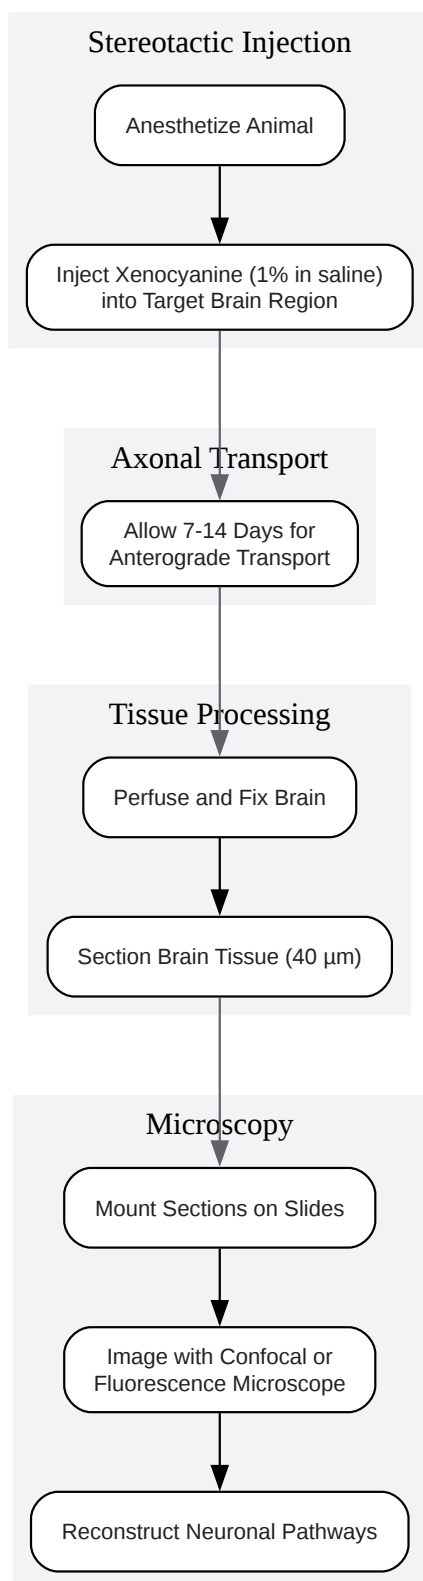 Stereotactic Injection
Anesthetize Animal
Inject Xenocyanine (1% in saline)
into Target Brain Region
Axonal Transport
Allow 7-14 Days for
Anterograde Transport
Tissue Processing
Perfuse and Fix Brain
Section Brain Tissue (40 µm)
Microscopy
Mount Sections on Slides
Image with Confocal or
Fluorescence Microscope
Reconstruct Neuronal Pathways